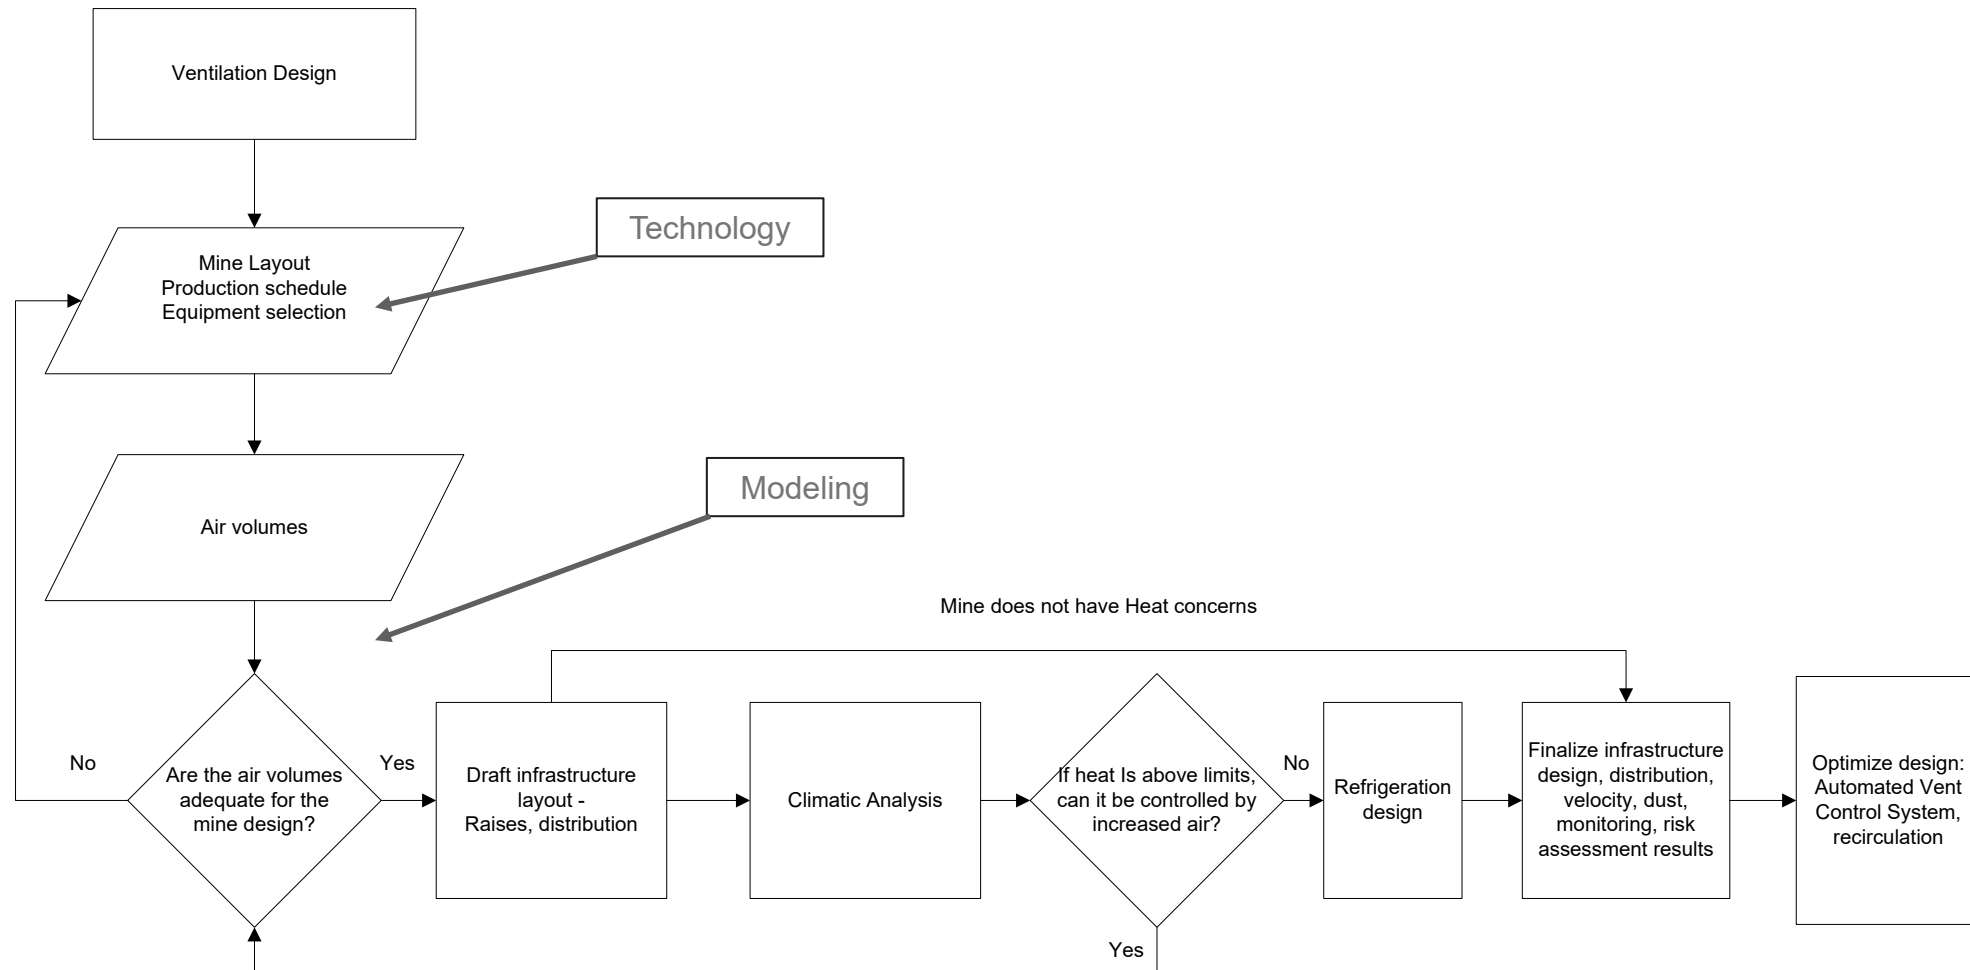 Ventilation Design
Technology
Mine Layout
Production schedule
Equipment selection
Modeling
Air volumes
Mine does not have Heat concerns
No
Are the air volumes
adequate for the
mine design?
Yes
Draft infrastructure
layout -
Raises, distribution
Climatic Analysis
If heat Is above limits,
can it be controlled by
increased air?
No
Yes
Refrigeration
design
Finalize infrastructure
design, distribution,
velocity, dust,
monitoring, risk
assessment results
Optimize design:
Automated Vent
Control System,
recirculation